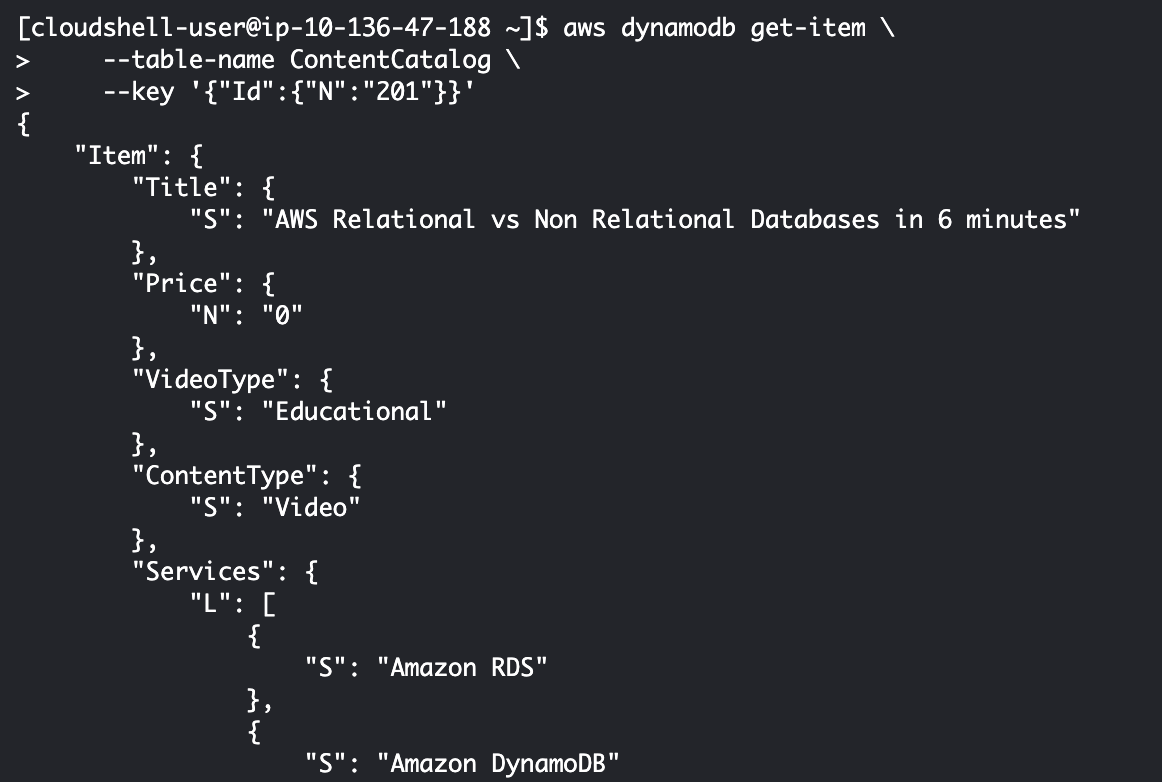 [cloudshell-user@ip-10-136-47-188 ~]$ aws dynamodb get-item \
>     --table-name ContentCatalog \
>     --key '{"Id":{"N":"201"}}'
{
    "Item": {
        "Title": {
            "S": "AWS Relational vs Non Relational Databases in 6 minutes"
        },
        "Price": {
            "N": "0"
        },
        "VideoType": {
            "S": "Educational"
        },
        "ContentType": {
            "S": "Video"
        },
        "Services": {
            "L": [
                {
                    "S": "Amazon RDS"
                },
                {
                    "S": "Amazon DynamoDB"